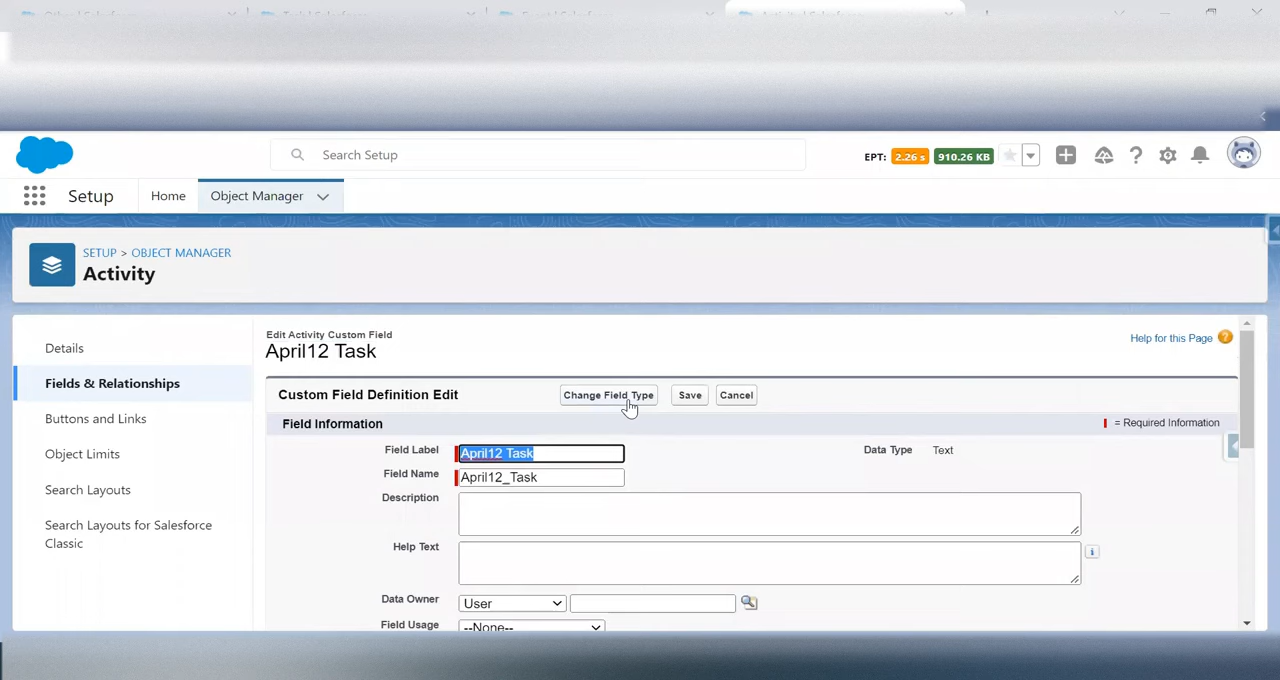 Search Setup
EPT: 2.26 s 910.26 KB
Setup
Home
Object Manager
SETUP > OBJECT MANAGER
Activity
Details
Fields & Relationships
Buttons and Links
Object Limits
Search Layouts
Search Layouts for Salesforce
Classic
Edit Activity Custom Field
April12 Task
Help for this Page
Custom Field Definition Edit
Change Field Type
Save
Cancel
Field Information
= Required Information
Field Label April12 Task
Data Type Text
Field Name April12_Task
Description
Help Text
Data Owner User
Field Usage --None--